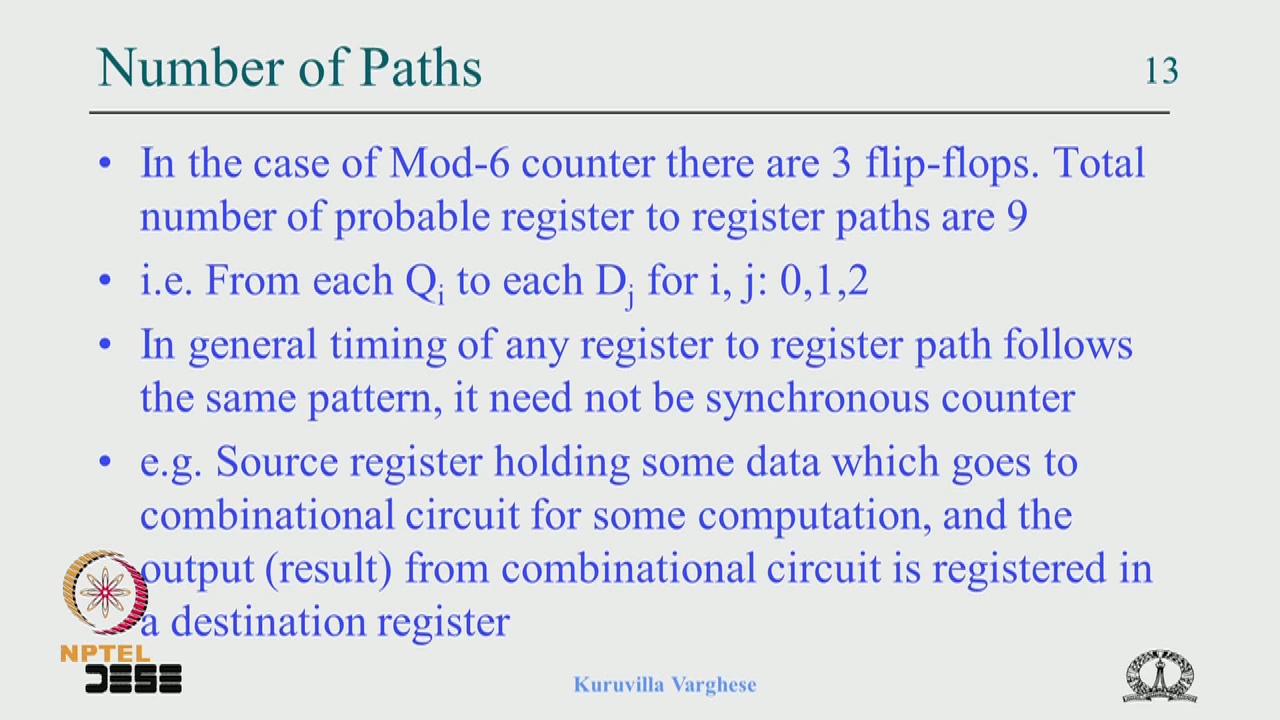 Number of Paths
13
• In the case of Mod-6 counter there are 3 flip-flops. Total
number of probable register to register paths are 9
• i.e. From each Qi to each Dj for i, j: 0,1,2
• In general timing of any register to register path follows
the same pattern, it need not be synchronous counter
• e.g. Source register holding some data which goes to
combinational circuit for some computation, and the
output (result) from combinational circuit is registered in
a destination register
NPTEL
DESE
Kuruvilla Varghese